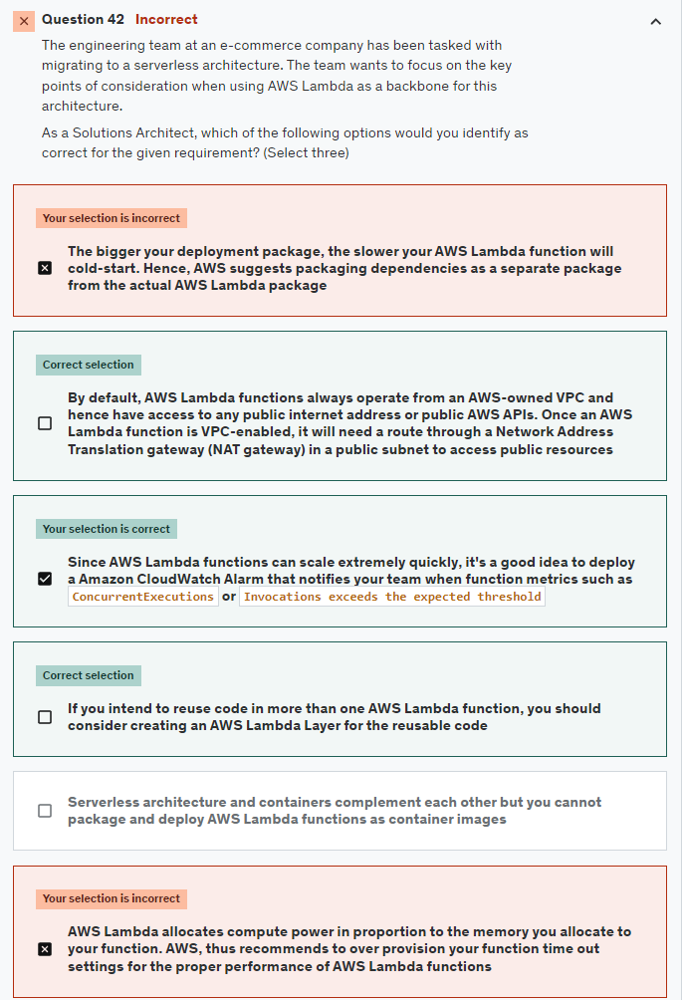 Question 42 Incorrect
The engineering team at an e-commerce company has been tasked with
migrating to a serverless architecture. The team wants to focus on the key
points of consideration when using AWS Lambda as a backbone for this
architecture.
As a Solutions Architect, which of the following options would you identify as
correct for the given requirement? (Select three)
Your selection is incorrect
The bigger your deployment package, the slower your AWS Lambda function will
cold-start. Hence, AWS suggests packaging dependencies as a separate package
from the actual AWS Lambda package
Correct selection
By default, AWS Lambda functions always operate from an AWS-owned VPC and
hence have access to any public internet address or public AWS APIs. Once an AWS
Lambda function is VPC-enabled, it will need a route through a Network Address
Translation gateway (NAT gateway) in a public subnet to access public resources
Your selection is correct
Since AWS Lambda functions can scale extremely quickly, it's a good idea to deploy
a Amazon CloudWatch Alarm that notifies your team when function metrics such as
ConcurrentExecutions or Invocations exceeds the expected threshold
Correct selection
If you intend to reuse code in more than one AWS Lambda function, you should
consider creating an AWS Lambda Layer for the reusable code
Serverless architecture and containers complement each other but you cannot
package and deploy AWS Lambda functions as container images
Your selection is incorrect
AWS Lambda allocates compute power in proportion to the memory you allocate to
your function. AWS, thus recommends to over provision your function time out
settings for the proper performance of AWS Lambda functions